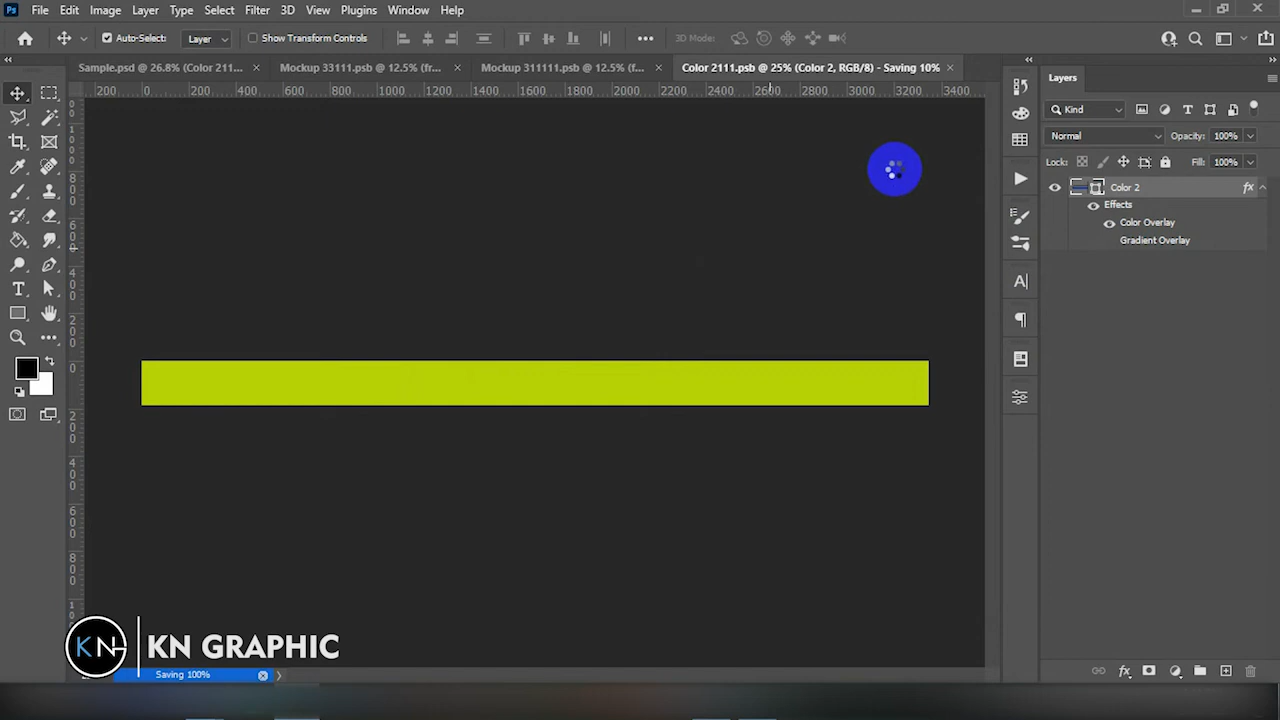 Ps File Edit Image Layer Type Select Filter 3D View Plugins Window Help
Auto-Select: Layer Show Transform Controls 3D Mode:
Sample.psd @ 26.8% (Color 211... × Mockup 33111.psb @ 12.5% (fr... × Mockup 311111.psb @ 12.5% (f... × Color 2111.psb @ 25% (Color 2, RGB/8) - Saving 10% ×
Layers
200 0 200 400 600 800 1000 1200 1400 1600 1800 2000 2200 2400 2600 2800 3000 3200 3400
Kind
Normal Opacity: 100%
Locks: Fill: 100%
Color 2 fx
Effects
Color Overlay
Gradient Overlay
KN KN GRAPHIC
Saving 100%